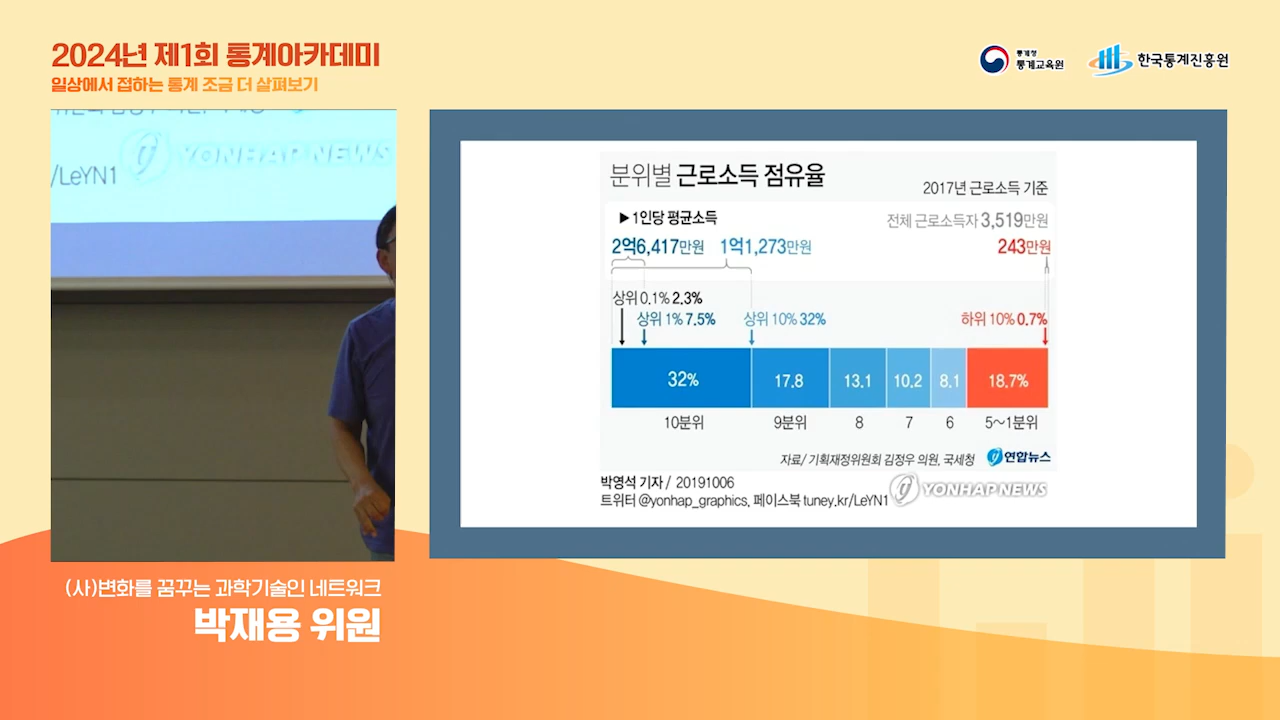 2024년 제1회 통계아카데미
일상에서 접하는 통계 조금 더 살펴보기
통계청
통계교육원
한국통계진흥원
YONHAP NEWS
/LeYN1
분위별 근로소득 점유율
2017년 근로소득 기준
▶1인당 평균소득
전체 근로소득자 3,519만원
2억6,417만원 1억1,273만원 243만원
상위 0.1% 2.3%
상위 1% 7.5% 상위 10% 32% 하위 10% 0.7%
32% 17.8 13.1 10.2 8.1 18.7%
10분위 9분위 8 7 6 5~1분위
자료/ 기획재정위원회 김정우 의원, 국세청 연합뉴스
박영석 기자 / 20191006
트위터 @yonhap_graphics, 페이스북 tuney.kr/LeYN1
YONHAP NEWS
(사)변화를 꿈꾸는 과학기술인 네트워크
박재용 위원